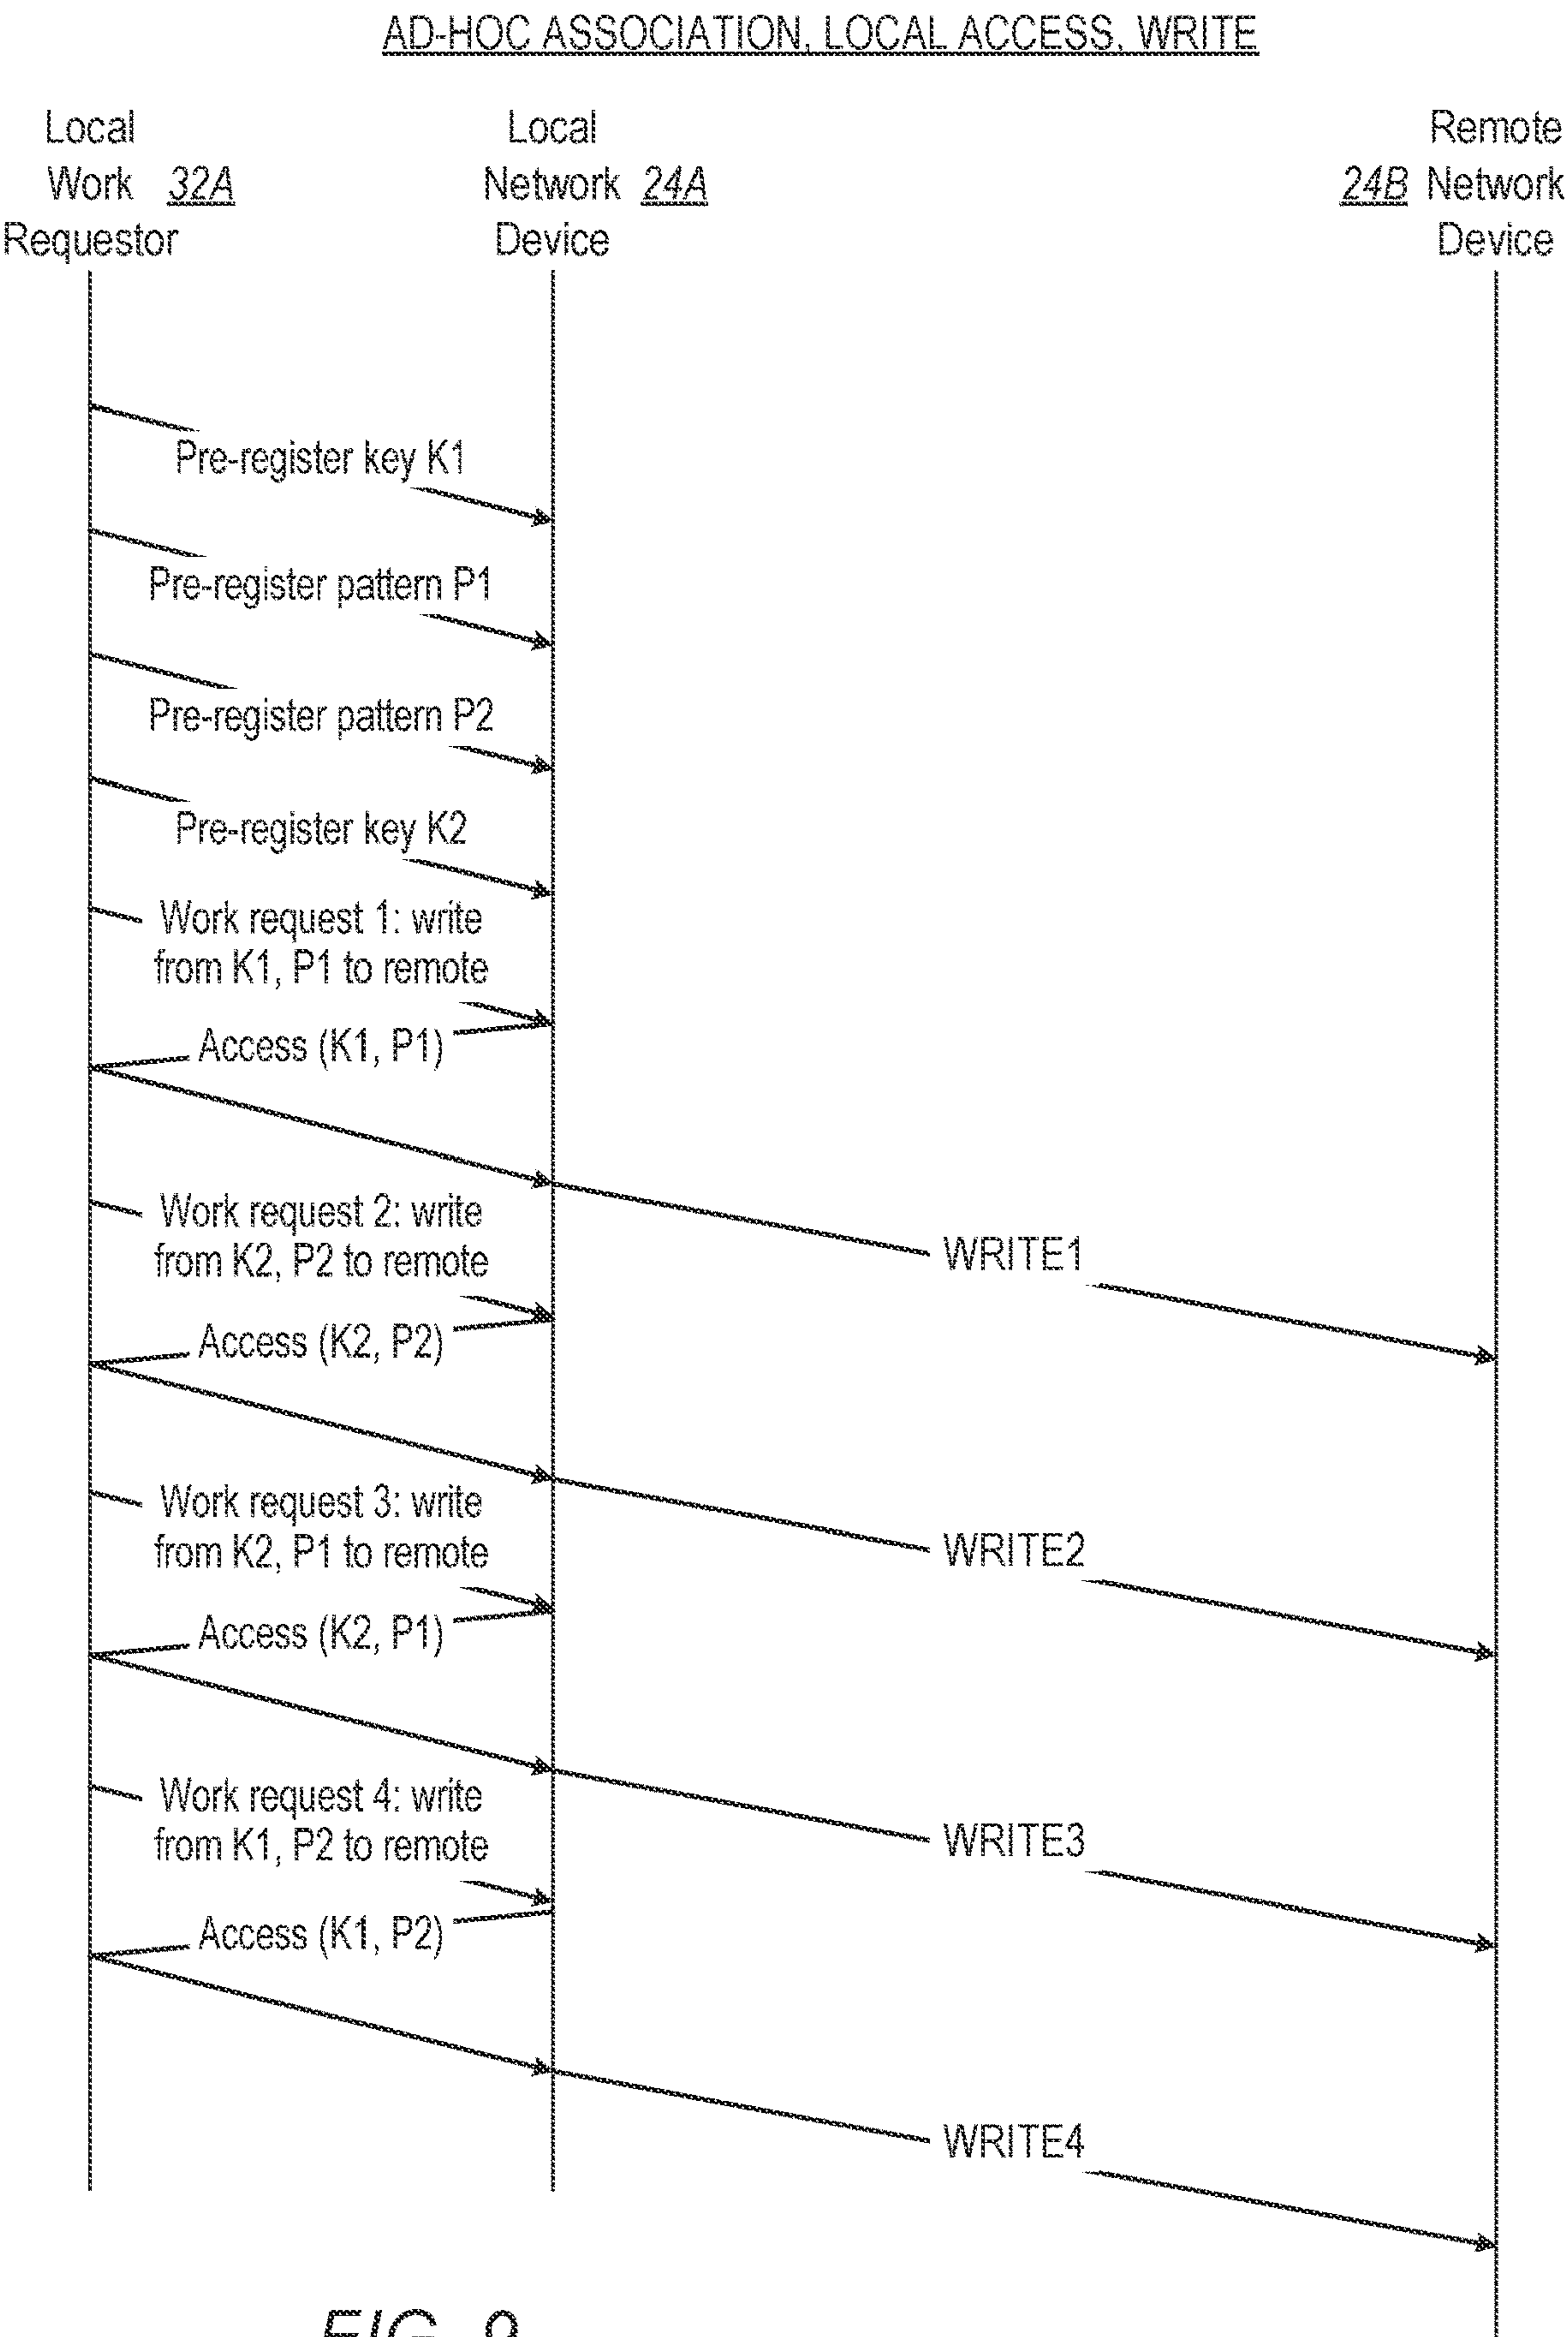 AD-HOC ASSOCIATION, LOCAL ACCESS, WRITE
Local
Work 32A
Requestor
Local
Network 24A
Device
Remote
24B Network
Device
Pre-register key K1
Pre-register pattern P1
Pre-register pattern P2
Pre-register key K2
Work request 1: write
from K1, P1 to remote
Access (K1, P1)
Work request 2: write
from K2, P2 to remote
WRITE1
Access (K2, P2)
Work request 3: write
from K2, P1 to remote
WRITE2
Access (K2, P1)
Work request 4: write
from K1, P2 to remote
WRITE3
Access (K1, P2)
WRITE4